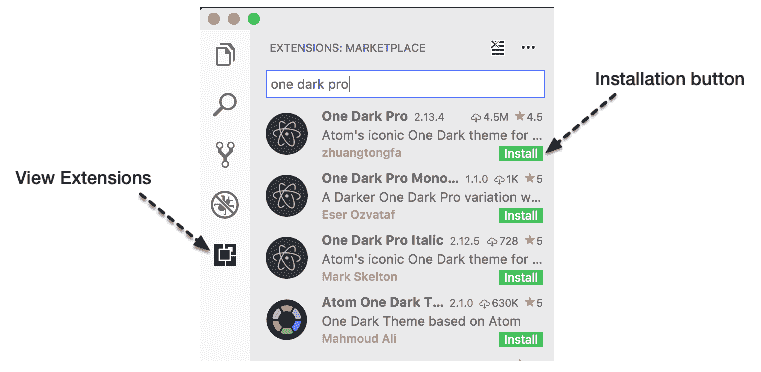 EXTENSIONS: MARKETPLACE
one dark pro
Installation button
One Dark Pro 2.13.4 4.5M ★4.5
Atom's iconic One Dark theme for ...
zhuangtongfa Install
View Extensions
One Dark Pro Mono... 1.1.0 1K ★5
A Darker One Dark Pro variation w...
Eser Ozvataf Install
One Dark Pro Italic 2.12.5 728 ★5
Atom's iconic One Dark theme for ...
Mark Skelton Install
Atom One Dark T... 2.1.0 630K ★5
One Dark Theme based on Atom
Mahmoud Ali Install